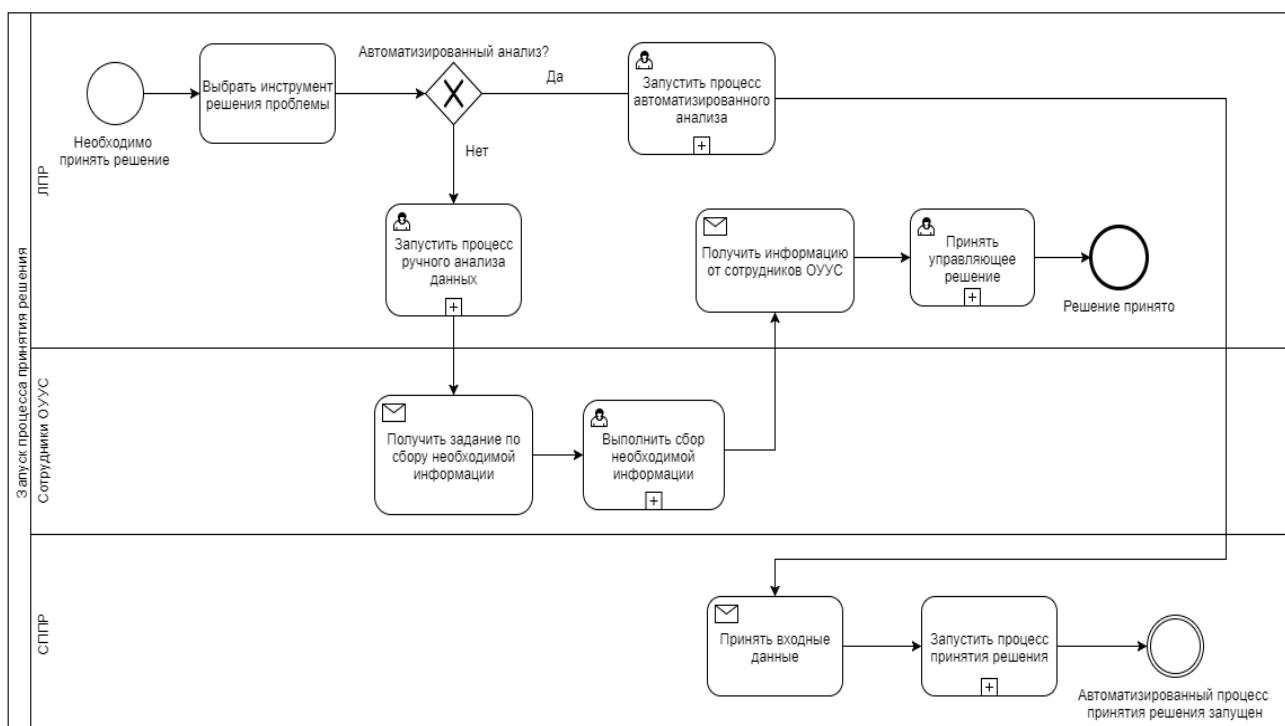 Запуск процесса принятия решения
ЛПР
Необходимо
принять решение
Выбрать инструмент
решения проблемы
Автоматизированный анализ?
Да
Нет
Запустить процесс
автоматизированного
анализа
Запустить процесс
ручного анализа
данных
Получить информацию
от сотрудников ОУУС
Принять
управляющее
решение
Решение принято
Сотрудники ОУУС
Получить задание по
сбору необходимой
информации
Выполнить сбор
необходимой
информации
СППР
Принять входные
данные
Запустить процесс
принятия решения
Автоматизированный процесс
принятия решения запущен